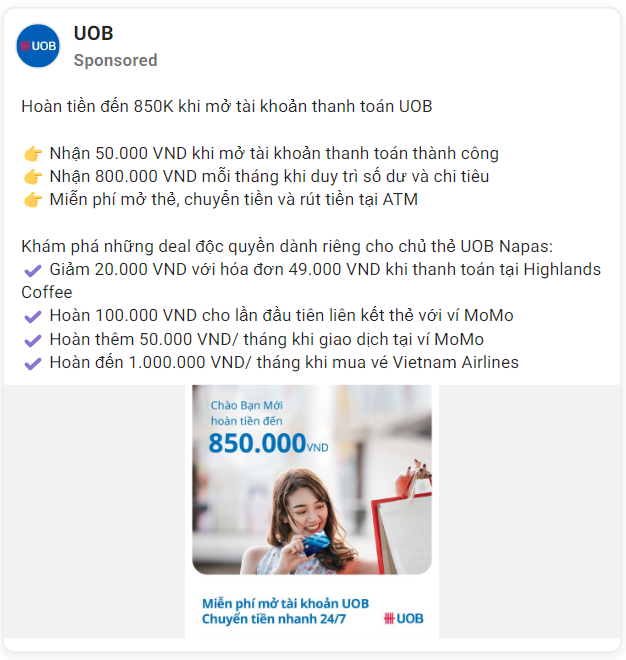 UOB
UOB
Sponsored
Hoàn tiền đến 850K khi mở tài khoản thanh toán UOB
👉 Nhận 50.000 VND khi mở tài khoản thanh toán thành công
👉 Nhận 800.000 VND mỗi tháng khi duy trì số dư và chi tiêu
👉 Miễn phí mở thẻ, chuyển tiền và rút tiền tại ATM
Khám phá những deal độc quyền dành riêng cho chủ thẻ UOB Napas:
✔ Giảm 20.000 VND với hóa đơn 49.000 VND khi thanh toán tại Highlands
Coffee
✔ Hoàn 100.000 VND cho lần đầu tiên liên kết thẻ với ví MoMo
✔ Hoàn thêm 50.000 VND/ tháng khi giao dịch tại ví MoMo
✔ Hoàn đến 1.000.000 VND/ tháng khi mua vé Vietnam Airlines
Chào Bạn Mới
hoàn tiền đến
850.000VND
Miễn phí mở tài khoản UOB
Chuyển tiền nhanh 24/7
UOB